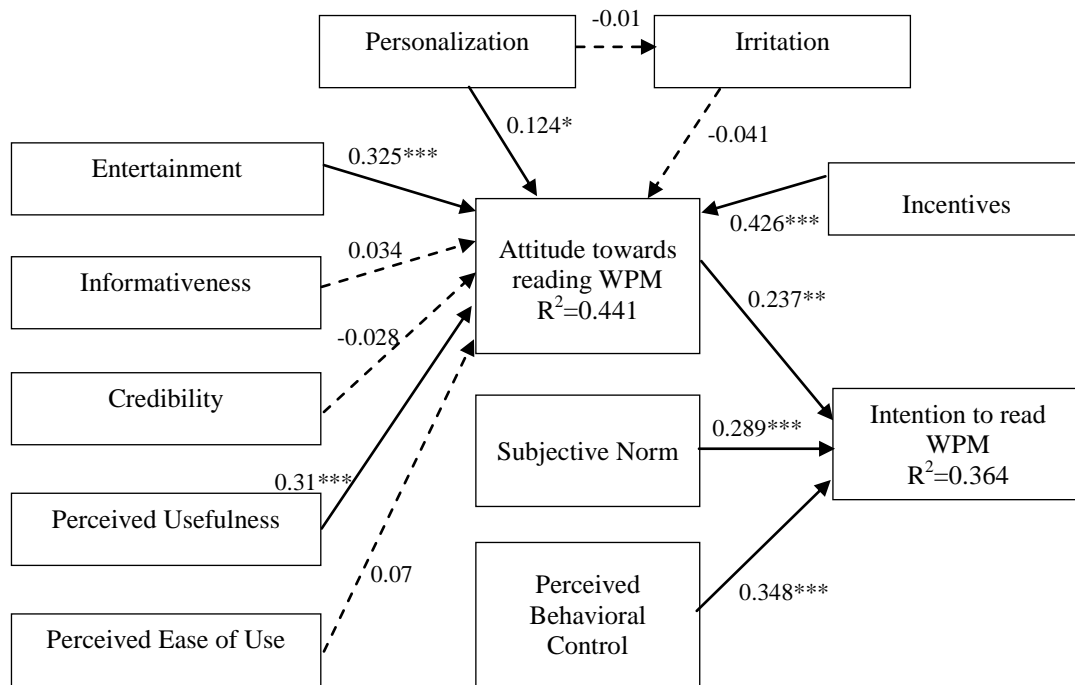 -0.01
Personalization
Irritation
0.124*
-0.041
Entertainment
0.325***
Incentives
0.426***
Informativeness
0.034
Attitude towards
reading WPM
R²=0.441
0.237**
Credibility
-0.028
Subjective Norm
0.289***
Intention to read
WPM
R²=0.364
Perceived Usefulness
0.31***
Perceived Ease of Use
0.07
Perceived
Behavioral
Control
0.348***